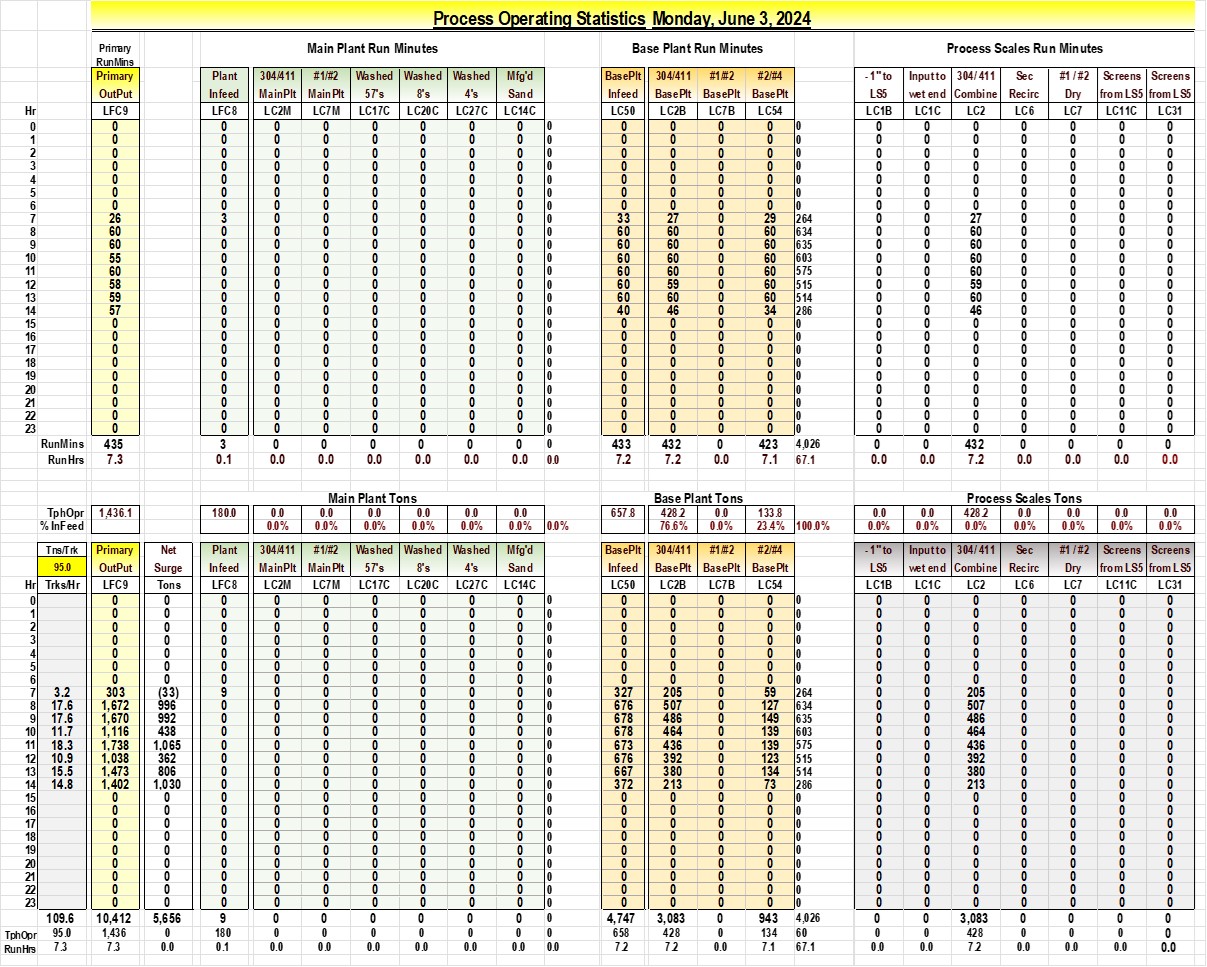 Process Operating Statistics Monday, June 3, 2024
Primary Main Plant Run Minutes Base Plant Run Minutes Process Scales Run Minutes
RunMins
Primary Plant 304/411 #1/#2 Washed Washed Washed Mfg'd BasePlt 304/411 #1/#2 #2/#4 - 1" to Input to 304/ 411 Sec #1 / #2 Screens Screens
OutPut Infeed MainPlt MainPlt 57's 8's 4's Sand Infeed BasePlt BasePlt BasePlt LS5 wet end Combine Recirc Dry from LS5 from LS5
Hr LFC9 LFC8 LC2M LC7M LC17C LC20C LC27C LC14C LC50 LC2B LC7B LC54 LC1B LC1C LC2 LC6 LC7 LC11C LC31
0 0 0 0 0 0 0 0 0 0 0 0 0 0 0 0 0 0 0 0 0 0
1 0 0 0 0 0 0 0 0 0 0 0 0 0 0 0 0 0 0 0 0 0
2 0 0 0 0 0 0 0 0 0 0 0 0 0 0 0 0 0 0 0 0 0
3 0 0 0 0 0 0 0 0 0 0 0 0 0 0 0 0 0 0 0 0 0
4 0 0 0 0 0 0 0 0 0 0 0 0 0 0 0 0 0 0 0 0 0
5 0 0 0 0 0 0 0 0 0 0 0 0 0 0 0 0 0 0 0 0 0
6 0 0 0 0 0 0 0 0 0 0 0 0 0 0 0 0 0 0 0 0 0
7 26 3 0 0 0 0 0 0 0 33 27 0 29 264 0 0 27 0 0 0 0
8 60 0 0 0 0 0 0 0 0 60 60 0 60 634 0 0 60 0 0 0 0
9 60 0 0 0 0 0 0 0 0 60 60 0 60 635 0 0 60 0 0 0 0
10 55 0 0 0 0 0 0 0 0 60 60 0 60 603 0 0 60 0 0 0 0
11 60 0 0 0 0 0 0 0 0 60 60 0 60 575 0 0 60 0 0 0 0
12 58 0 0 0 0 0 0 0 0 60 59 0 60 515 0 0 59 0 0 0 0
13 59 0 0 0 0 0 0 0 0 60 60 0 60 514 0 0 60 0 0 0 0
14 57 0 0 0 0 0 0 0 0 40 46 0 34 286 0 0 46 0 0 0 0
15 0 0 0 0 0 0 0 0 0 0 0 0 0 0 0 0 0 0 0 0 0
16 0 0 0 0 0 0 0 0 0 0 0 0 0 0 0 0 0 0 0 0 0
17 0 0 0 0 0 0 0 0 0 0 0 0 0 0 0 0 0 0 0 0 0
18 0 0 0 0 0 0 0 0 0 0 0 0 0 0 0 0 0 0 0 0 0
19 0 0 0 0 0 0 0 0 0 0 0 0 0 0 0 0 0 0 0 0 0
20 0 0 0 0 0 0 0 0 0 0 0 0 0 0 0 0 0 0 0 0 0
21 0 0 0 0 0 0 0 0 0 0 0 0 0 0 0 0 0 0 0 0 0
22 0 0 0 0 0 0 0 0 0 0 0 0 0 0 0 0 0 0 0 0 0
23 0 0 0 0 0 0 0 0 0 0 0 0 0 0 0 0 0 0 0 0 0
RunMins 435 3 0 0 0 0 0 0 0 433 432 0 423 4,026 0 0 432 0 0 0 0
RunHrs 7.3 0.1 0.0 0.0 0.0 0.0 0.0 0.0 0.0 7.2 7.2 0.0 7.1 67.1 0.0 0.0 7.2 0.0 0.0 0.0 0.0
Main Plant Tons Base Plant Tons Process Scales Tons
TphOpr 1,436.1 180.0 0.0 0.0 0.0 0.0 0.0 0.0 657.8 428.2 0.0 133.8 0.0 0.0 428.2 0.0 0.0 0.0 0.0
% InFeed 0.0% 0.0% 0.0% 0.0% 0.0% 0.0% 0.0% 76.6% 0.0% 23.4% 100.0% 0.0% 0.0% 0.0% 0.0% 0.0% 0.0% 0.0%
Tns/Trk Primary Net Plant 304/411 #1/#2 Washed Washed Washed Mfg'd BasePlt 304/411 #1/#2 #2/#4 - 1" to Input to 304/ 411 Sec #1 / #2 Screens Screens
95.0 OutPut Surge Infeed MainPlt MainPlt 57's 8's 4's Sand Infeed BasePlt BasePlt BasePlt LS5 wet end Combine Recirc Dry from LS5 from LS5
Hr Trks/Hr LFC9 Tons LFC8 LC2M LC7M LC17C LC20C LC27C LC14C LC50 LC2B LC7B LC54 LC1B LC1C LC2 LC6 LC7 LC11C LC31
0 0 0 0 0 0 0 0 0 0 0 0 0 0 0 0 0 0 0 0 0 0 0
1 0 0 0 0 0 0 0 0 0 0 0 0 0 0 0 0 0 0 0 0 0 0
2 0 0 0 0 0 0 0 0 0 0 0 0 0 0 0 0 0 0 0 0 0 0
3 0 0 0 0 0 0 0 0 0 0 0 0 0 0 0 0 0 0 0 0 0 0
4 0 0 0 0 0 0 0 0 0 0 0 0 0 0 0 0 0 0 0 0 0 0
5 0 0 0 0 0 0 0 0 0 0 0 0 0 0 0 0 0 0 0 0 0 0
6 0 0 0 0 0 0 0 0 0 0 0 0 0 0 0 0 0 0 0 0 0 0
7 3.2 303 (33) 9 0 0 0 0 0 0 0 327 205 0 59 264 0 0 205 0 0 0 0
8 17.6 1,672 996 0 0 0 0 0 0 0 0 676 507 0 127 634 0 0 507 0 0 0 0
9 17.6 1,670 992 0 0 0 0 0 0 0 0 678 486 0 149 635 0 0 486 0 0 0 0
10 11.7 1,116 438 0 0 0 0 0 0 0 0 678 464 0 139 603 0 0 464 0 0 0 0
11 18.3 1,738 1,065 0 0 0 0 0 0 0 0 673 436 0 139 575 0 0 436 0 0 0 0
12 10.9 1,038 362 0 0 0 0 0 0 0 0 676 392 0 123 515 0 0 392 0 0 0 0
13 15.5 1,473 806 0 0 0 0 0 0 0 0 667 380 0 134 514 0 0 380 0 0 0 0
14 14.8 1,402 1,030 0 0 0 0 0 0 0 0 372 213 0 73 286 0 0 213 0 0 0 0
15 0 0 0 0 0 0 0 0 0 0 0 0 0 0 0 0 0 0 0 0 0 0
16 0 0 0 0 0 0 0 0 0 0 0 0 0 0 0 0 0 0 0 0 0 0
17 0 0 0 0 0 0 0 0 0 0 0 0 0 0 0 0 0 0 0 0 0 0
18 0 0 0 0 0 0 0 0 0 0 0 0 0 0 0 0 0 0 0 0 0 0
19 0 0 0 0 0 0 0 0 0 0 0 0 0 0 0 0 0 0 0 0 0 0
20 0 0 0 0 0 0 0 0 0 0 0 0 0 0 0 0 0 0 0 0 0 0
21 0 0 0 0 0 0 0 0 0 0 0 0 0 0 0 0 0 0 0 0 0 0
22 0 0 0 0 0 0 0 0 0 0 0 0 0 0 0 0 0 0 0 0 0 0
23 0 0 0 0 0 0 0 0 0 0 0 0 0 0 0 0 0 0 0 0 0 0
109.6 10,412 5,656 9 0 0 0 0 0 0 0 4,747 3,083 0 943 4,026 0 0 3,083 0 0 0 0
TphOpr 95.0 1,436 0 180 0 0 0 0 0 0 0 658 428 0 134 60 0 0 428 0 0 0 0
RunHrs 7.3 7.3 0.0 0.1 0.0 0.0 0.0 0.0 0.0 0.0 0.0 7.2 7.2 0.0 7.1 67.1 0.0 0.0 7.2 0.0 0.0 0.0 0